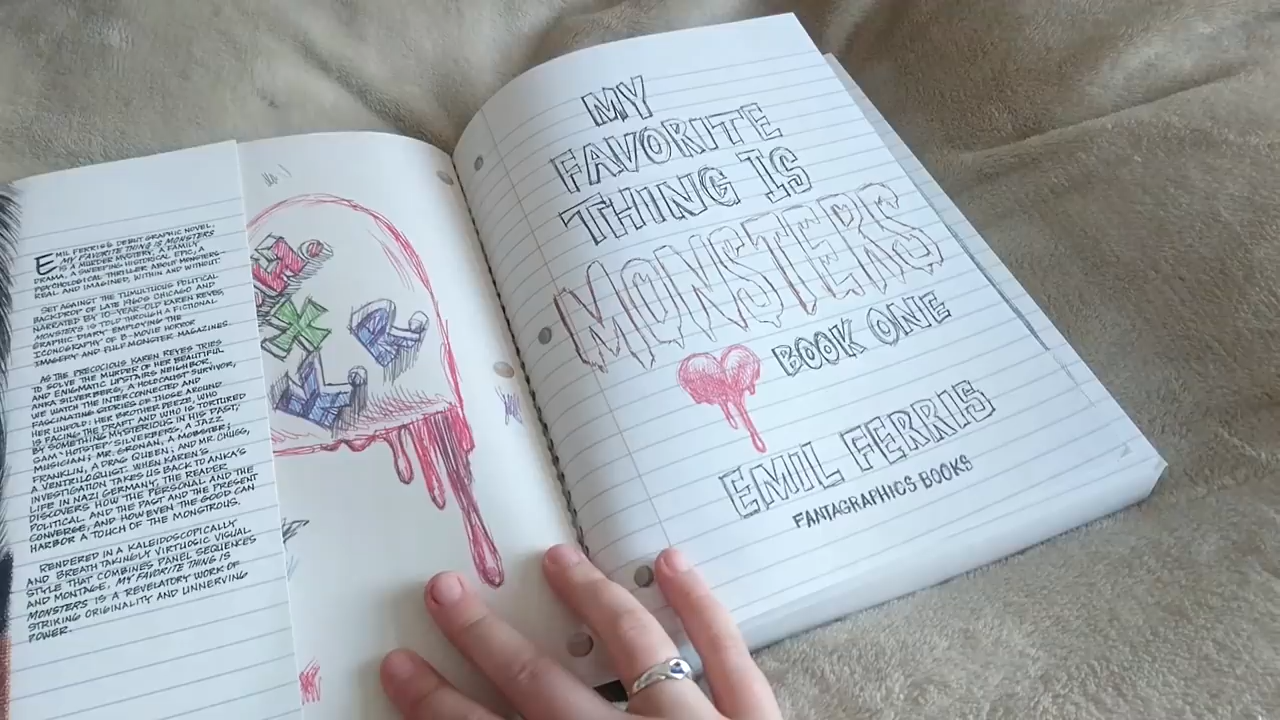 EMIL FERRIS'S DEBUT GRAPHIC NOVEL,
MY FAVORITE THING IS MONSTERS
IS A MURDER MYSTERY, A FAMILY
DRAMA, A SWEEPING HISTORICAL EPIC, A
PSYCHOLOGICAL THRILLER ABOUT MONSTERS—
REAL AND IMAGINED, WITHIN AND WITHOUT.
SET AGAINST THE TUMULTUOUS POLITICAL
BACKDROP OF LATE 1960S CHICAGO AND
NARRATED BY 10-YEAR-OLD KAREN REYES,
MONSTERS IS TOLD THROUGH A FICTIONAL
GRAPHIC DIARY EMPLOYING THE
ICONOGRAPHY OF B-MOVIE HORROR
IMAGERY AND PULP MONSTER MAGAZINES.
AS THE PRECOCIOUS KAREN REYES TRIES
TO SOLVE THE MURDER OF HER BEAUTIFUL
AND ENIGMATIC UPSTAIRS NEIGHBOR,
ANKA SILVERBERG, A HOLOCAUST SURVIVOR,
WE WATCH THE INTERCONNECTED AND
FASCINATING STORIES OF THOSE AROUND
HER UNFOLD: HER BROTHER DEEZE, WHO
IS FACING THE DRAFT AND WHO IS TORTURED
BY SOMETHING MYSTERIOUS IN HIS PAST;
SAM "HOTSTEP" SILVERBERG, A JAZZ
MUSICIAN; MR. GRONAN, A MOBSTER;
FRANKLIN, A DRAG QUEEN; AND MR. CHUGG,
A VENTRILOQUIST. WHEN KAREN'S
INVESTIGATION TAKES US BACK TO ANKA'S
LIFE IN NAZI GERMANY, THE READER
DISCOVERS HOW THE PERSONAL AND THE
POLITICAL AND THE PAST AND THE PRESENT
CONVERGE, AND HOW EVEN THE GOOD CAN
HARBOR A TOUCH OF THE MONSTROUS.
RENDERED IN A KALEIDOSCOPICALLY
AND BREATHTAKINGLY VIRTUOSIC VISUAL
STYLE THAT COMBINES PANEL SEQUENCES
AND MONTAGE, MY FAVORITE THING IS
MONSTERS IS A REVELATORY WORK OF
STRIKING ORIGINALITY AND UNNERVING
POWER.
MY
FAVORITE
THING IS
MONSTERS
BOOK ONE
EMIL FERRIS
FANTAGRAPHICS BOOKS